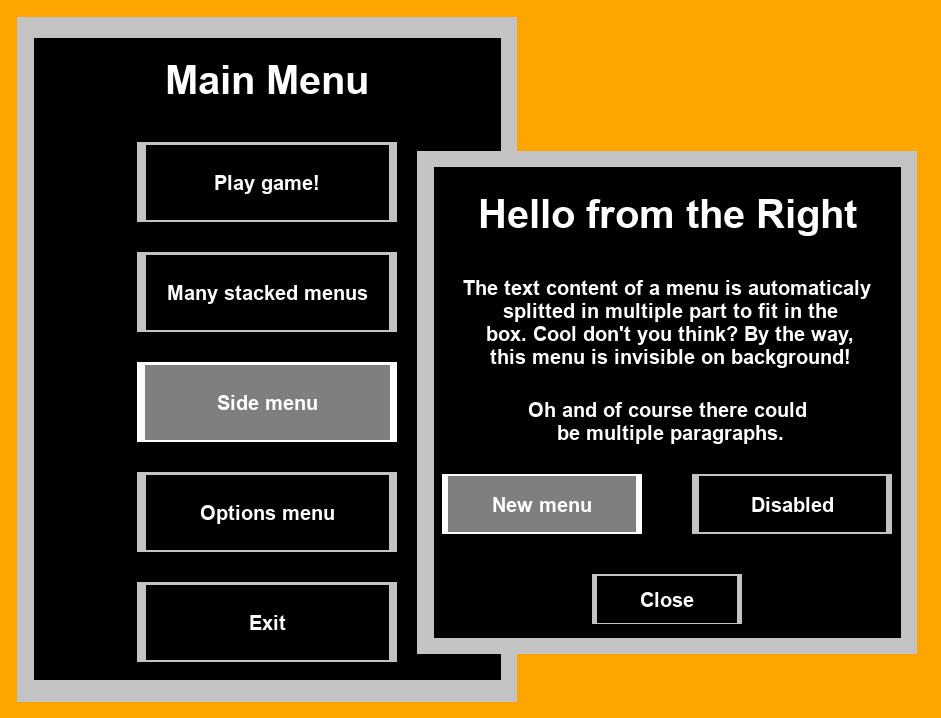 Main Menu
Play game!
Many stacked menus
Side menu
Options menu
Exit
Hello from the Right
The text content of a menu is automaticaly
splitted in multiple part to fit in the
box. Cool don't you think? By the way,
this menu is invisible on background!
Oh and of course there could
be multiple paragraphs.
New menu
Disabled
Close